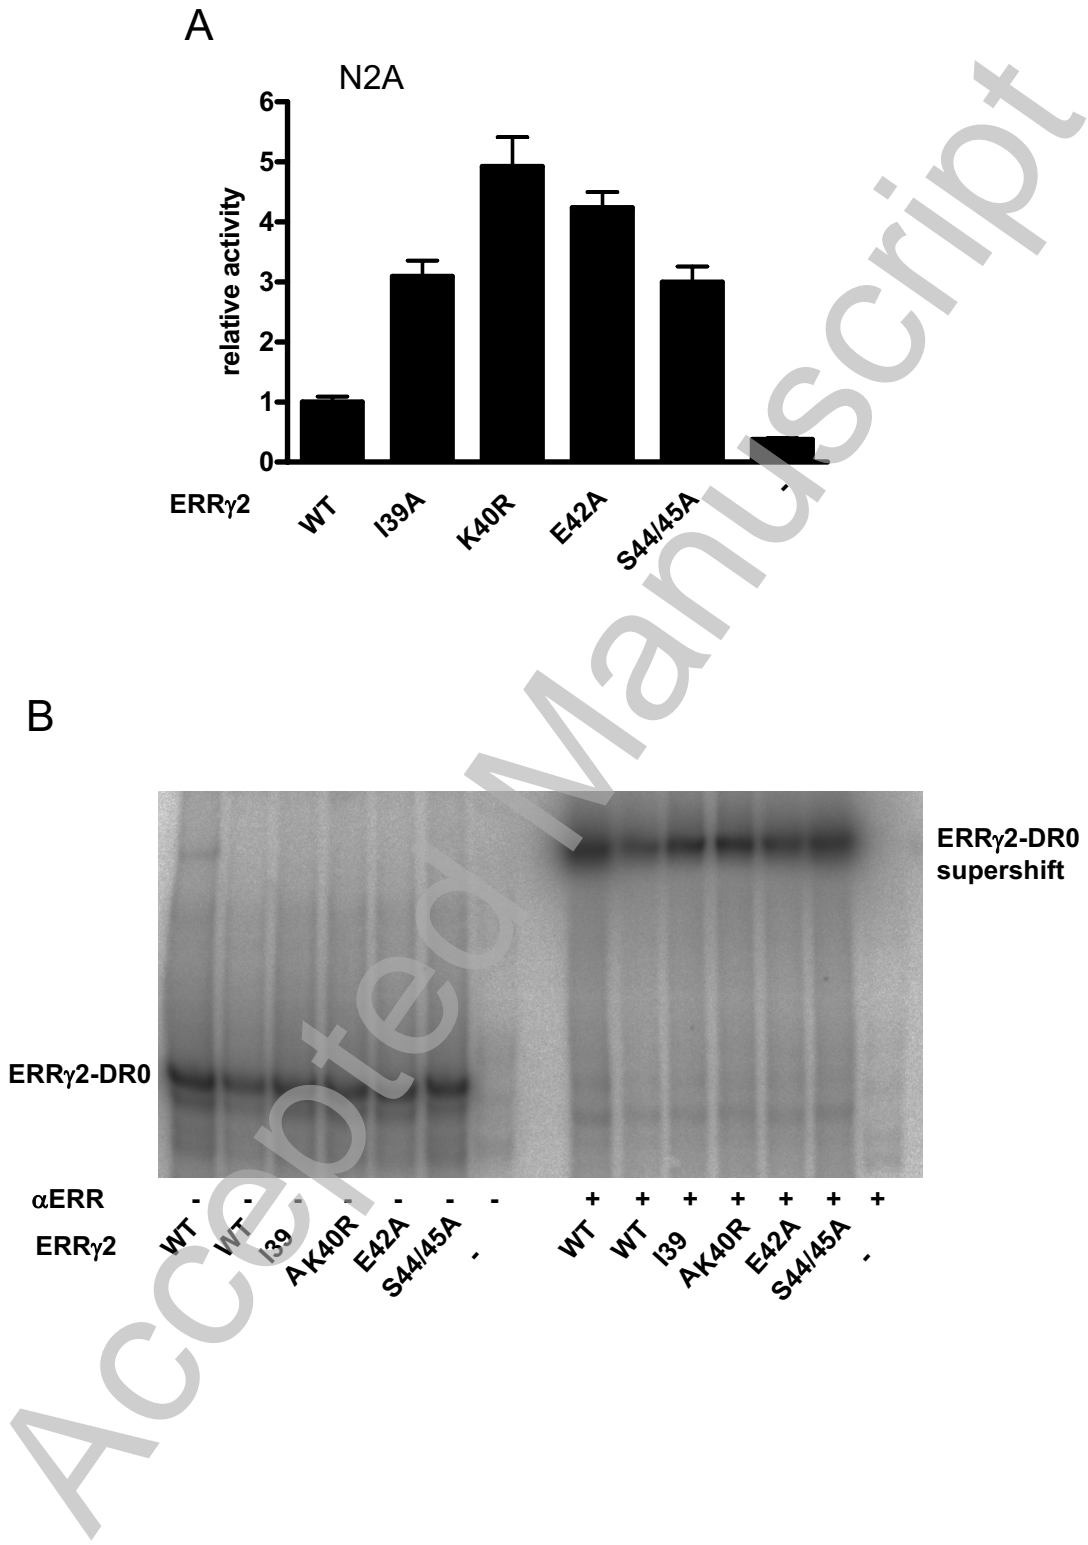 A
N2A
6
5
4
3
2
1
0
relative activity
ERRγ2
WT
I39A
K40R
E42A
S44/45A
-
B
ERRγ2-DR0
supershift
ERRγ2-DR0
αERR - - - - - - - + + + + + + +
ERRγ2 WT WT I39 AK40R E42A S44/45A - WT WT I39 AK40R E42A S44/45A -
Accepted Manuscript